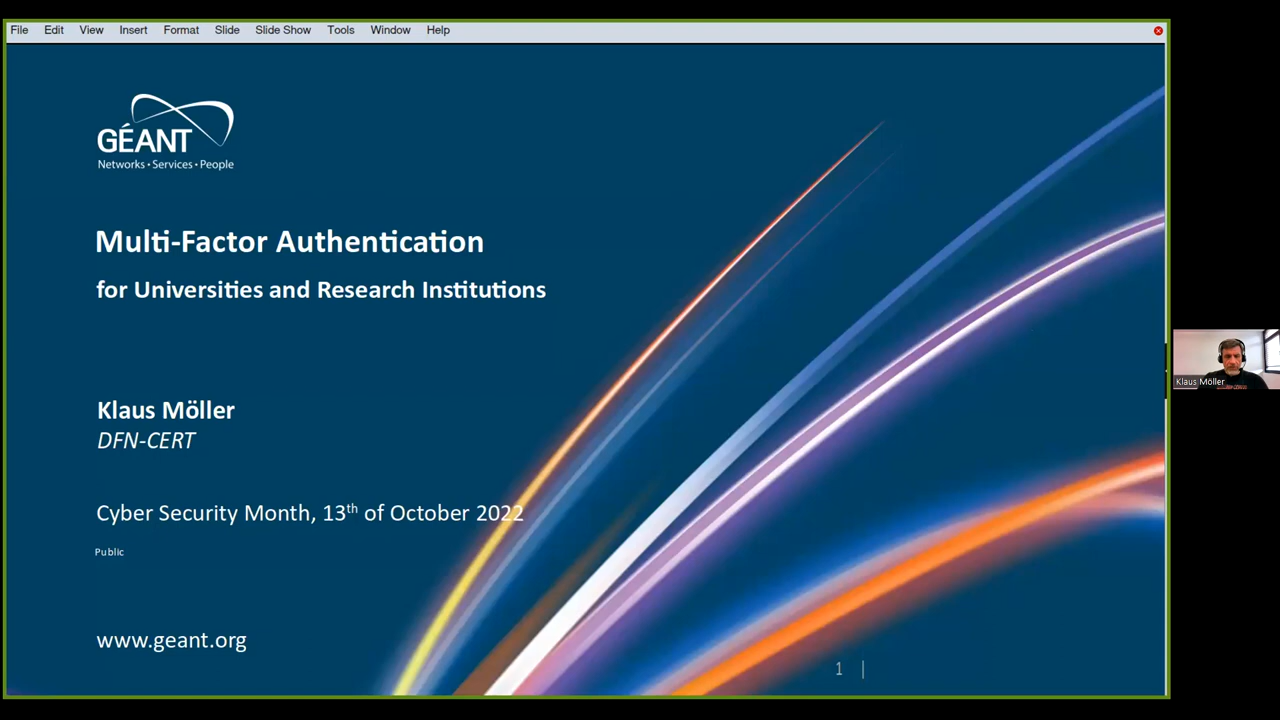 File Edit View Insert Format Slide Slide Show Tools Window Help
GÉANT
Networks • Services • People
Multi-Factor Authentication
for Universities and Research Institutions
Klaus Möller
DFN-CERT
Cyber Security Month, 13th of October 2022
Public
www.geant.org
1 |
Klaus Möller